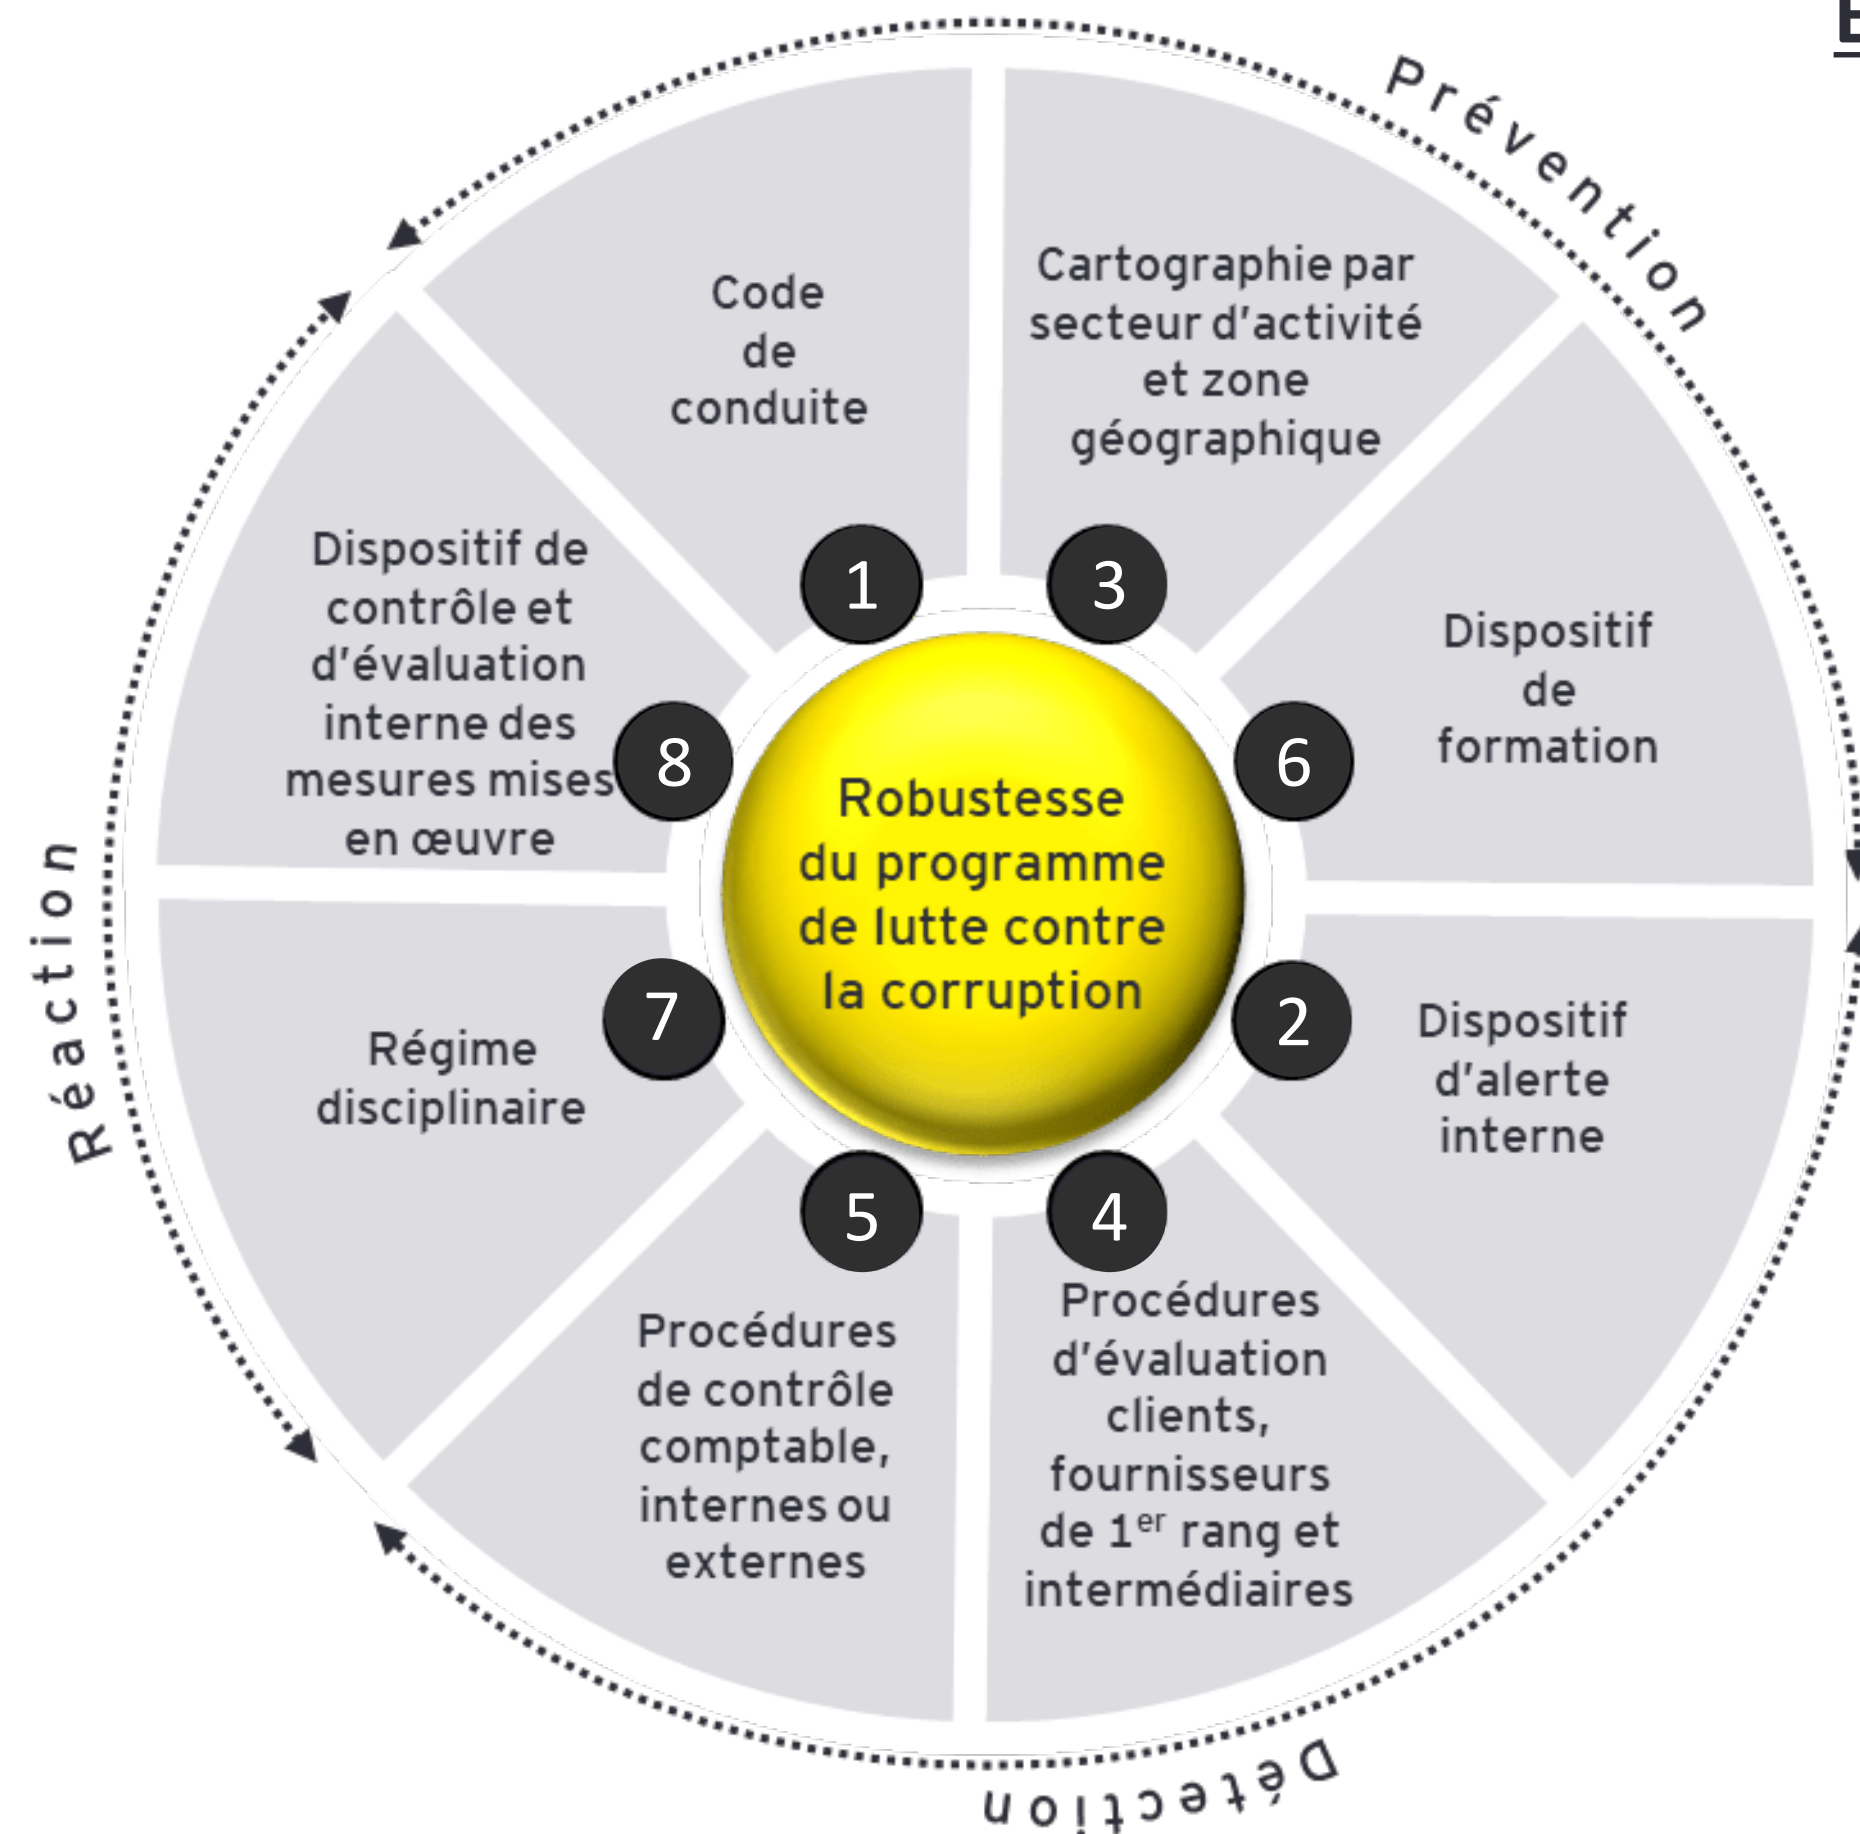 Prévention
Code
de
conduite
1
Cartographie par
secteur d’activité
et zone
géographique
3
Dispositif
de
formation
6
Dispositif
d’alerte
interne
2
Détection
Procédures
d’évaluation
clients,
fournisseurs
de 1er rang et
intermédiaires
4
Procédures
de contrôle
comptable,
internes ou
externes
5
Réaction
Régime
disciplinaire
7
Dispositif de
contrôle et
d’évaluation
interne des
mesures mises
en œuvre
8
Robustesse
du programme
de lutte contre
la corruption